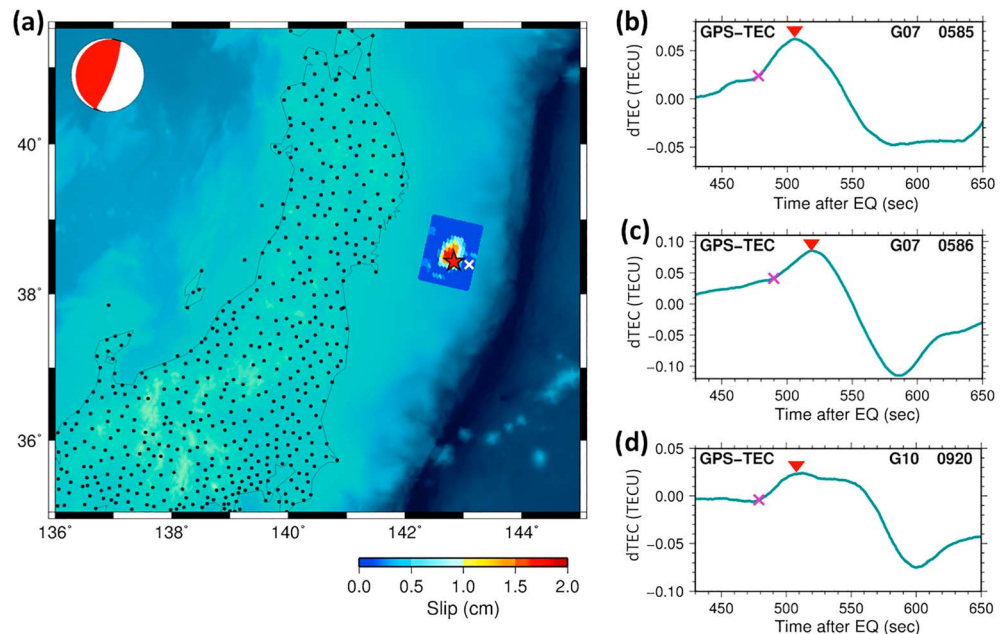 (a)
40˚
38˚
36˚
136˚ 138˚ 140˚ 142˚ 144˚
0.0 0.5 1.0 1.5 2.0
Slip (cm)
(b)
GPS−TEC G07 0585
dTEC (TECU)
0.05
0.00
−0.05
450 500 550 600 650
Time after EQ (sec)
(c)
GPS−TEC G07 0586
dTEC (TECU)
0.10
0.05
0.00
−0.05
−0.10
450 500 550 600 650
Time after EQ (sec)
(d)
GPS−TEC G10 0920
dTEC (TECU)
0.05
0.00
−0.05
−0.10
450 500 550 600 650
Time after EQ (sec)